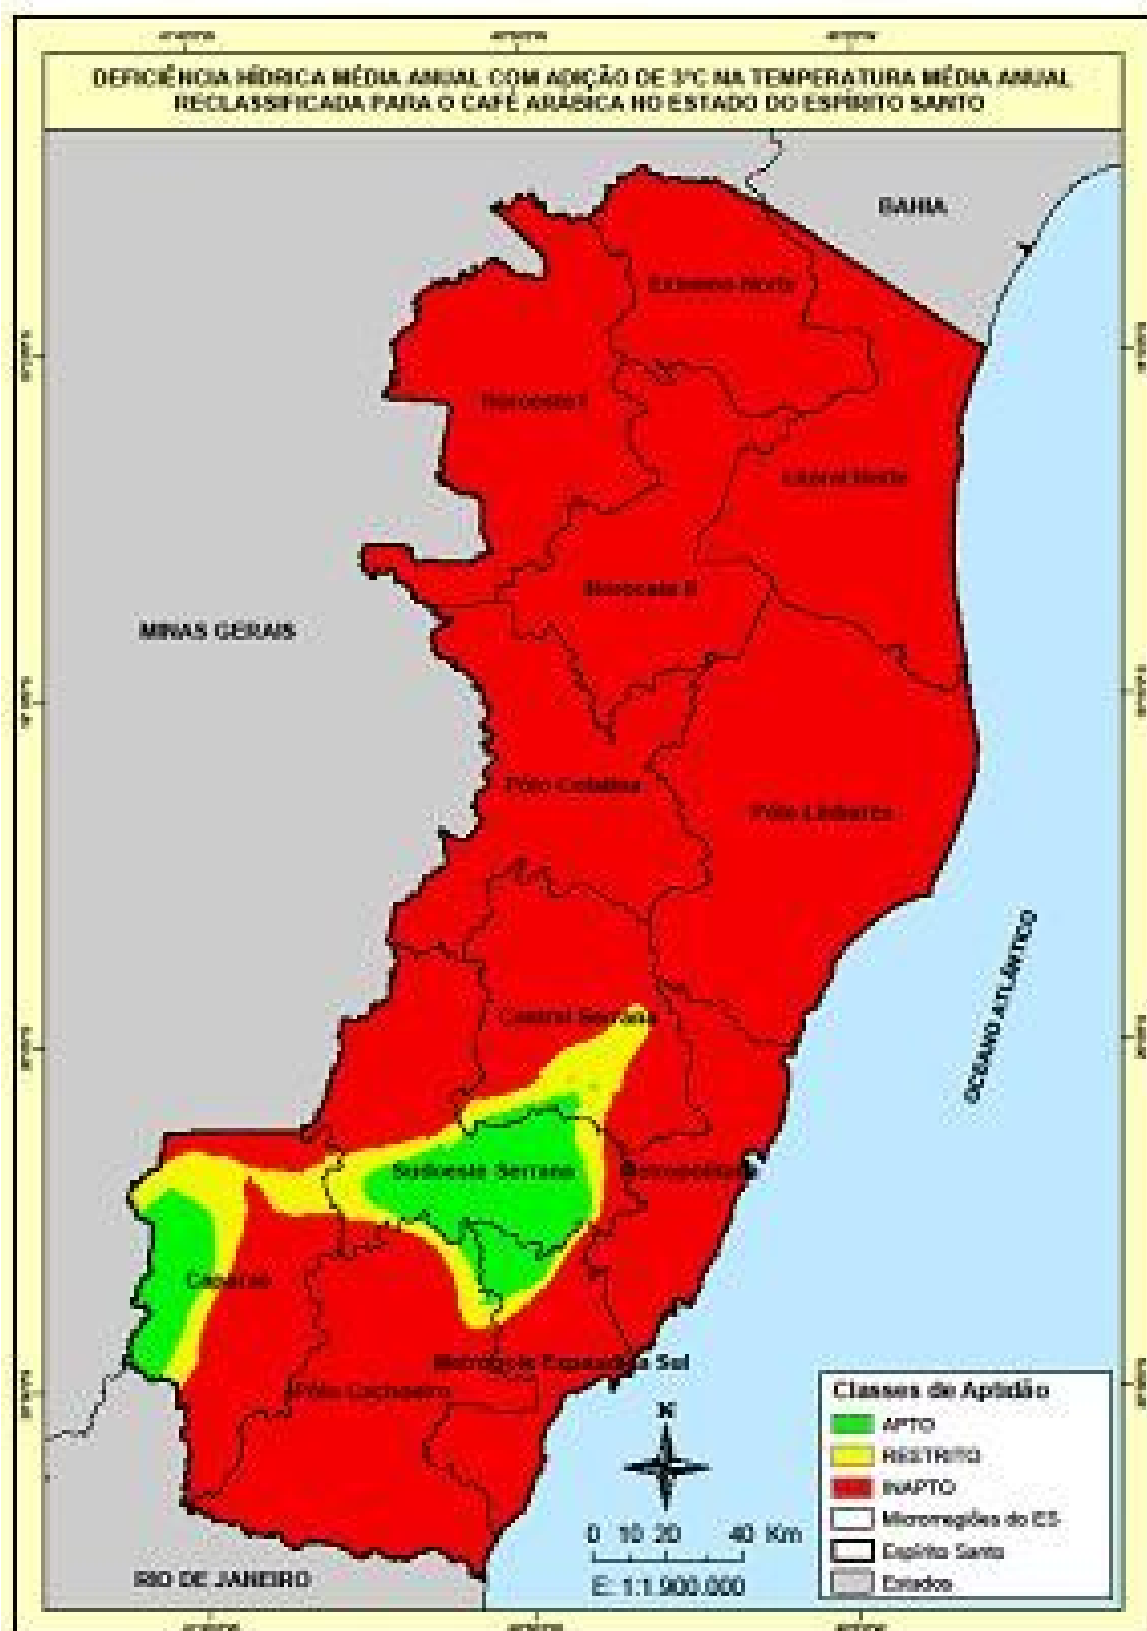 DEFICIÊNCIA HÍDRICA MÉDIA ANUAL COM ADIÇÃO DE 3ºC NA TEMPERATURA MÉDIA ANUAL
RECLASSIFICADA PARA O CAFÉ ARÁBICA NO ESTADO DO ESPÍRITO SANTO
BAHIA
Extremo Norte
Noroeste I
Litoral Norte
Noroeste II
MINAS GERAIS
Pólo Colatina
Pólo Linhares
OCEANO ATLÂNTICO
Central Serrana
Sudoeste Serrana
Metropolitana
Caparaó
Metrópole Expandida Sul
Pólo Cachoeiro
Classes de Aptidão
APTO
RESTRITO
INAPTO
Microrregiões do ES
Espírito Santo
Estados
N
0 10 20 40 Km
E: 1:1.900.000
RIO DE JANEIRO